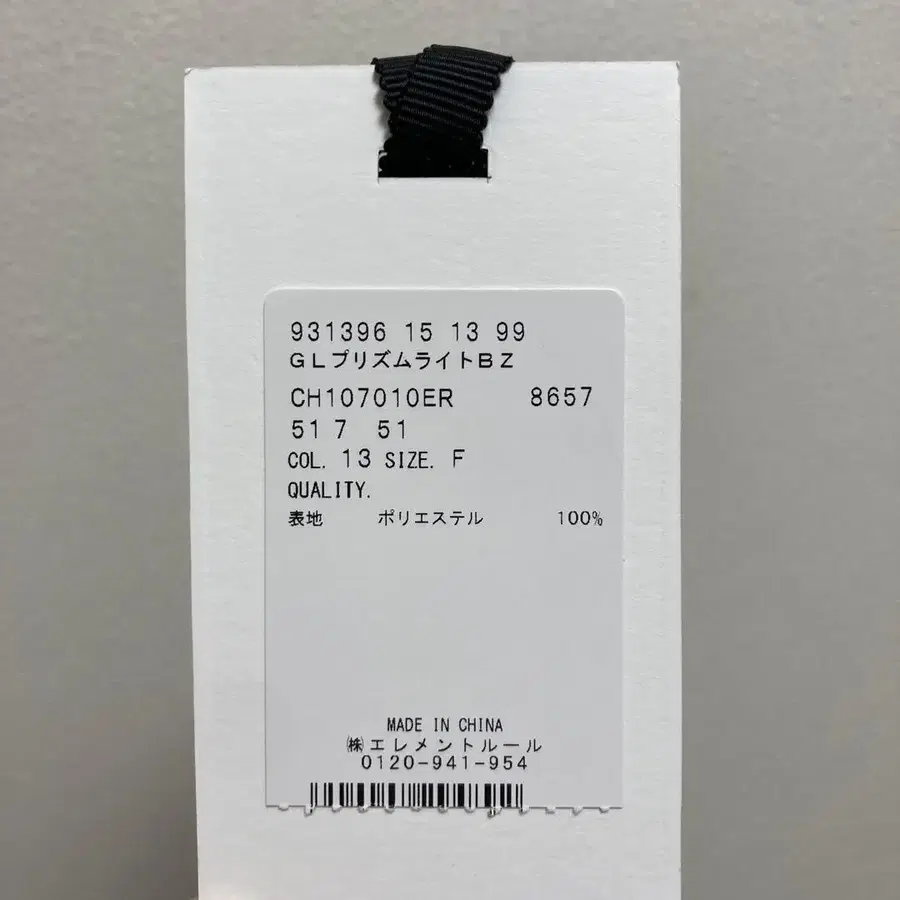 931396 15 13 99
GLプリズムライトBZ
CH107010ER 8657
51 7 51
COL. 13 SIZE. F
QUALITY.
表地 ポリエステル 100%
MADE IN CHINA
㈱エレメントルール
0120-941-954